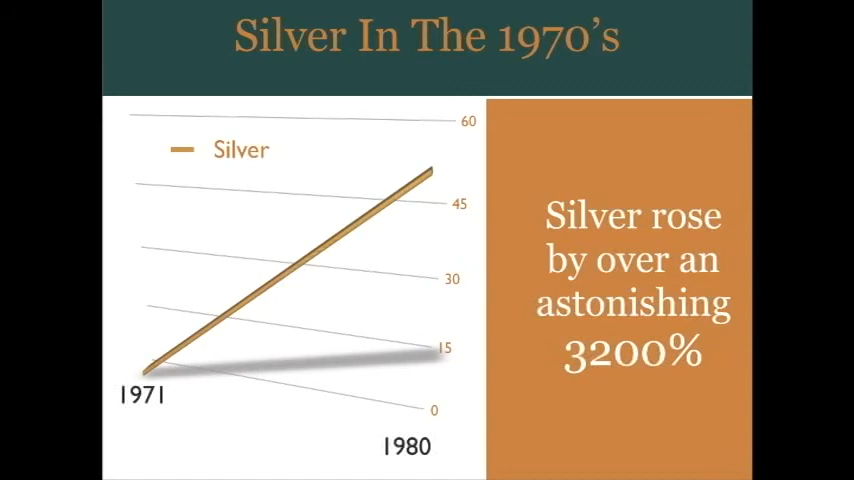 Silver In The 1970's
60
Silver
45
30
15
0
1971
1980
Silver rose
by over an
astonishing
3200%